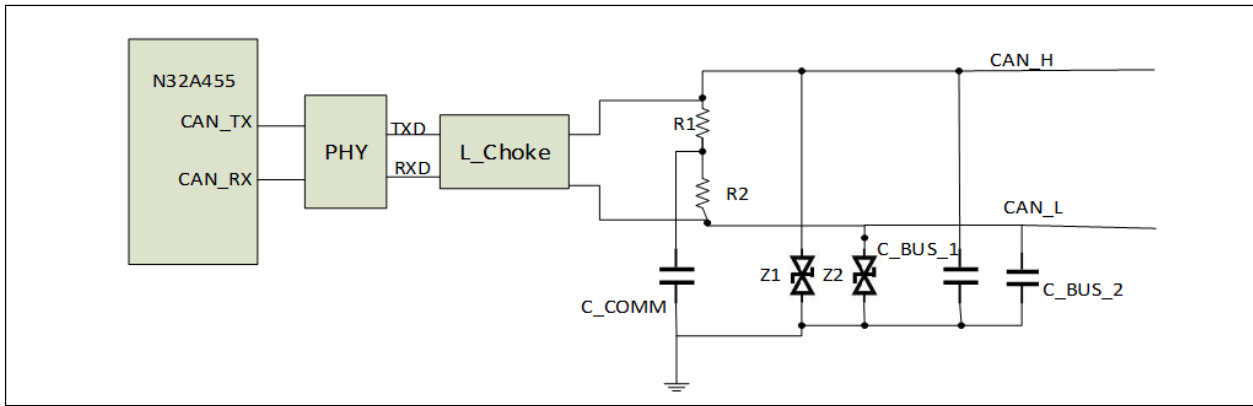 N32A455
CAN_TX
CAN_RX
PHY
TXD
RXD
L_Choke
R1
R2
CAN_H
CAN_L
C_COMM
Z1
Z2
C_BUS_1
C_BUS_2